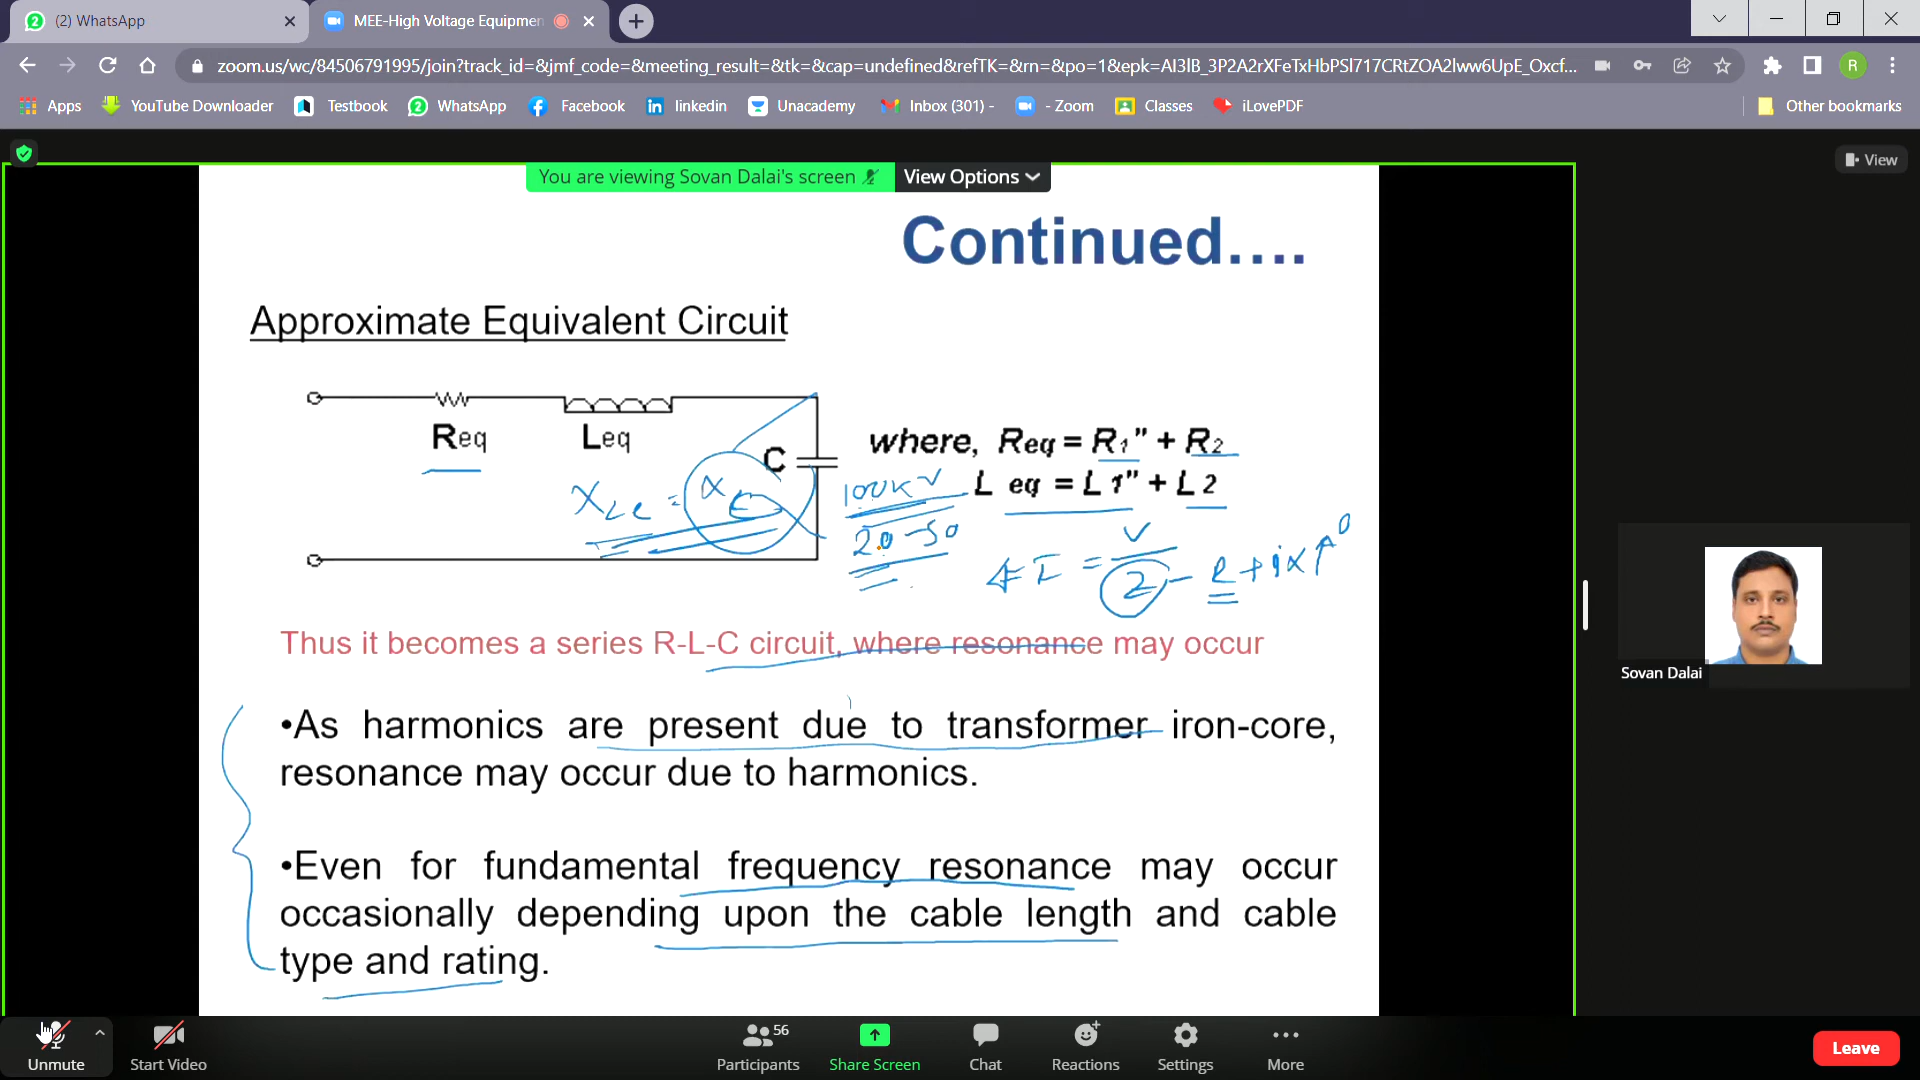 (2) WhatsApp
MEE-High Voltage Equipmen
zoom.us/wc/84506791995/join?track_id=&jmf_code=&meeting_result=&tk=&cap=undefined&refTK=&rn=&po=1&epk=AI3lB_3P2A2rXFeTxHbPSl717CRtZOA2lww6UpE_Oxcf...
R
Apps YouTube Downloader Testbook WhatsApp Facebook linkedin Unacademy Inbox (301) - - Zoom Classes iLovePDF Other bookmarks
View
You are viewing Sovan Dalai's screen View Options
Continued....
Approximate Equivalent Circuit
Req Leq C
where, Req = R1" + R2
L eq = L 1" + L 2
100kV
20-50
I = V
Thus it becomes a series R-L-C circuit, where resonance may occur
•As harmonics are present due to transformer iron-core,
resonance may occur due to harmonics.
•Even for fundamental frequency resonance may occur
occasionally depending upon the cable length and cable
type and rating.
Sovan Dalai
Unmute Start Video Participants 56 Share Screen Chat Reactions Settings More Leave